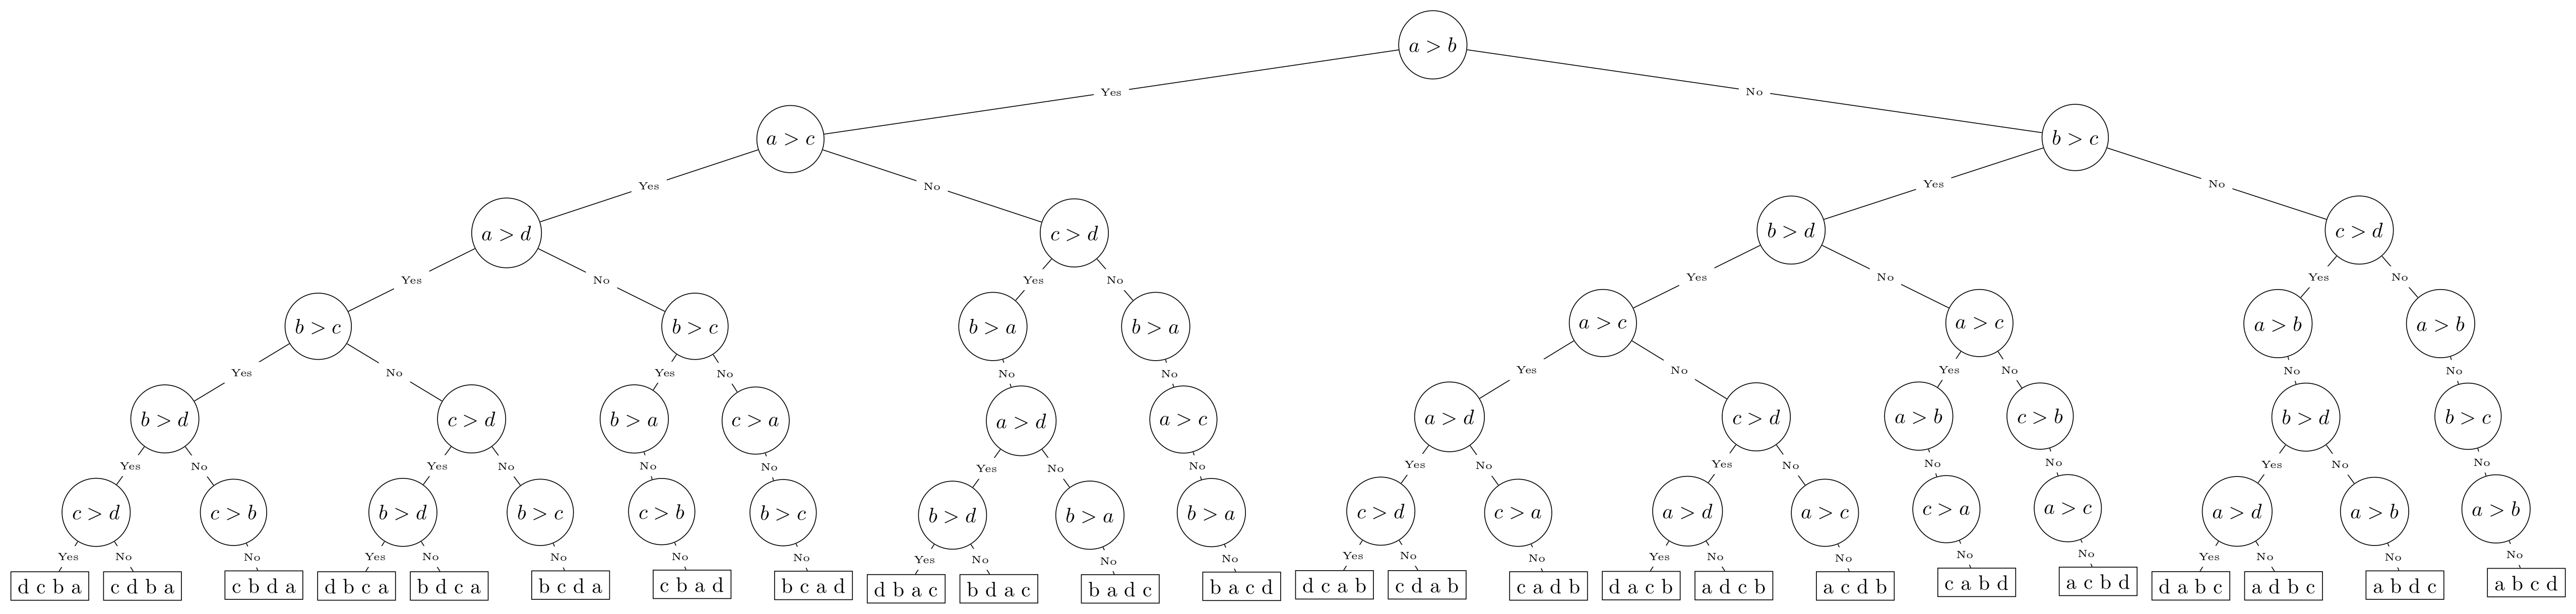 a > b
Yes No
a > c b > c
Yes No Yes No
a > d c > d b > d c > d
Yes No Yes No Yes No Yes No
b > c b > c b > a b > a a > c a > c a > b a > b
Yes No Yes No No No Yes No Yes No No No
b > d c > d b > a c > a a > d a > c a > d c > d a > b c > b b > d b > c
Yes No Yes No No No Yes No No Yes No Yes No No No Yes No No
c > d c > b b > d b > c c > b b > c b > d b > a b > a c > d c > a a > d a > c c > a a > c a > d a > b a > b
Yes No No Yes No No No No Yes No No No Yes No No Yes No No No No Yes No No No
d c b a c d b a c b d a d b c a b d c a b c d a c b a d b c a d d b a c b d a c b a d c b a c d d c a b c d a b c a d b d a c b a d c b a c d b c a b d a c b d d a b c a d b c a b d c a b c d